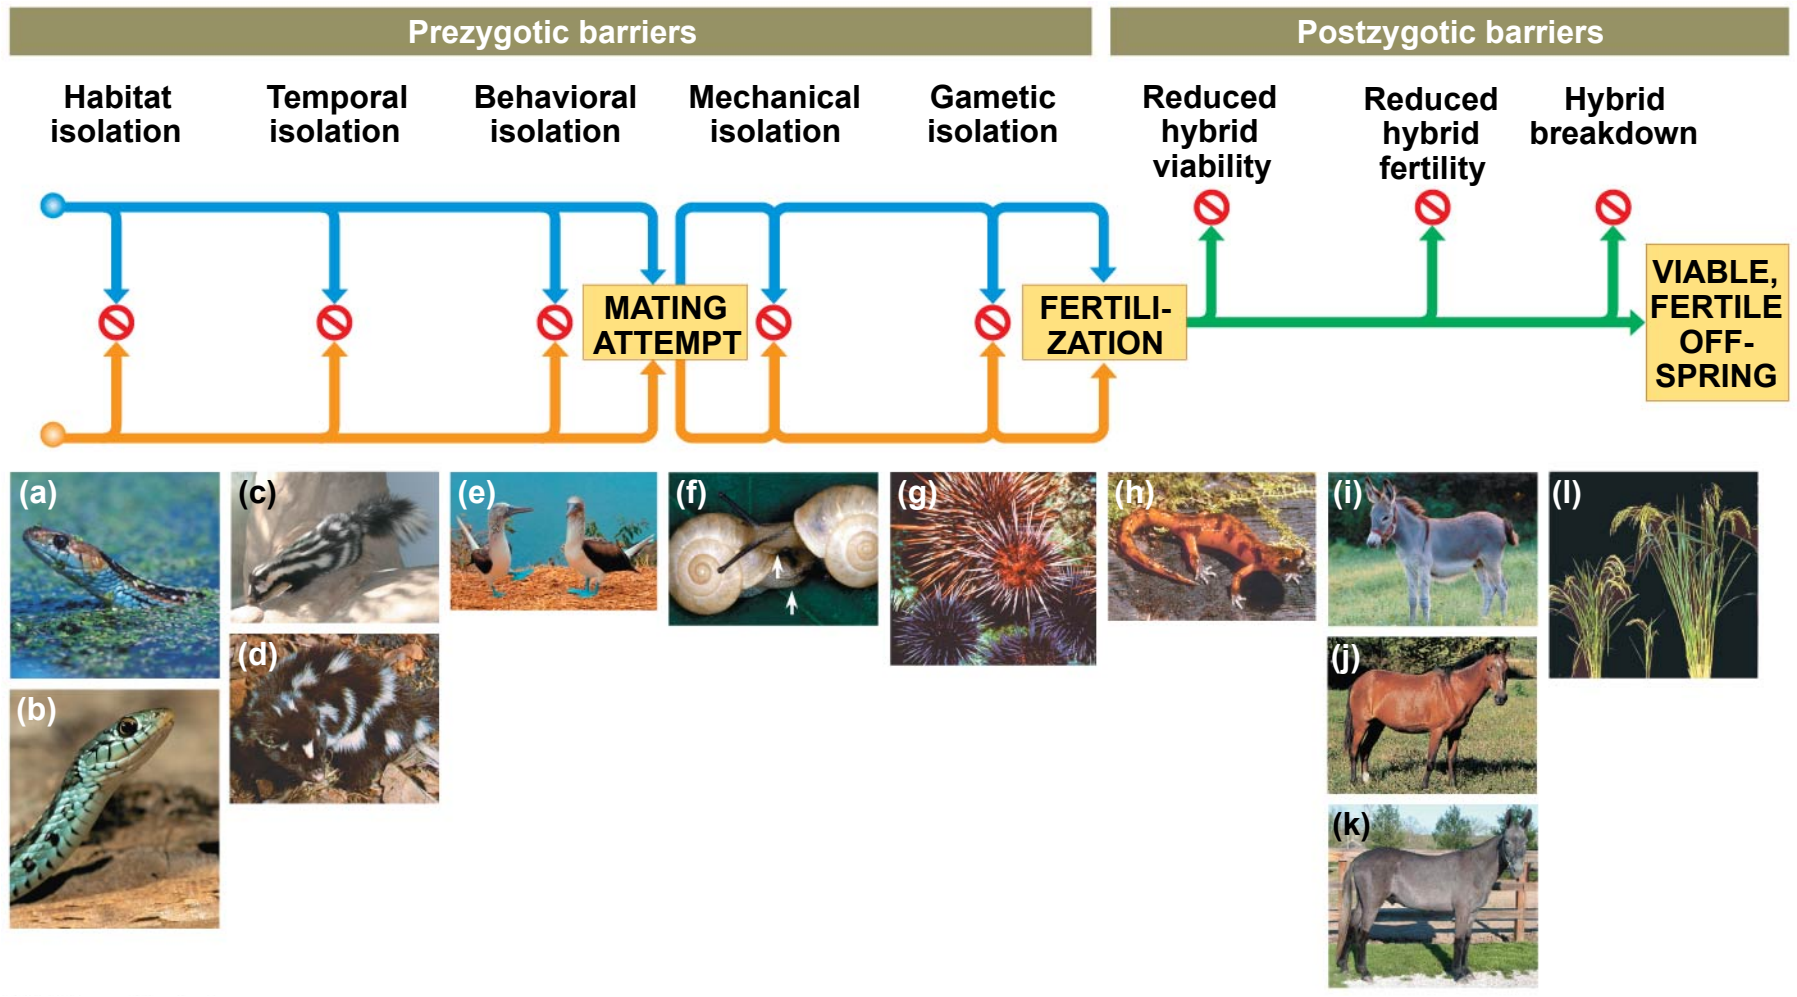 Prezygotic barriers
Postzygotic barriers
Habitat
isolation
Temporal
isolation
Behavioral
isolation
Mechanical
isolation
Gametic
isolation
Reduced
hybrid
viability
Reduced
hybrid
fertility
Hybrid
breakdown
MATING
ATTEMPT
FERTILI-
ZATION
VIABLE,
FERTILE
OFF-
SPRING
(a)
(c)
(e)
(f)
(g)
(h)
(i)
(l)
(d)
(j)
(b)
(k)